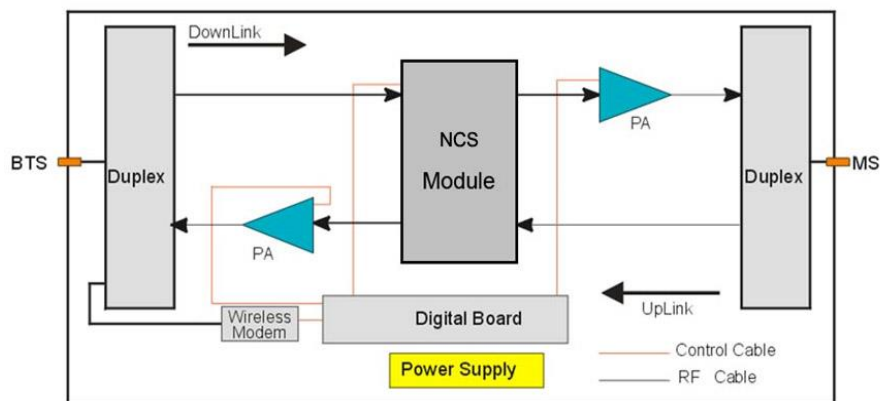 DownLink
PA
NCS
Module
BTS
Duplex
Duplex
MS
PA
UpLink
Wireless
Modem
Digital Board
Control Cable
Power Supply
RF Cable